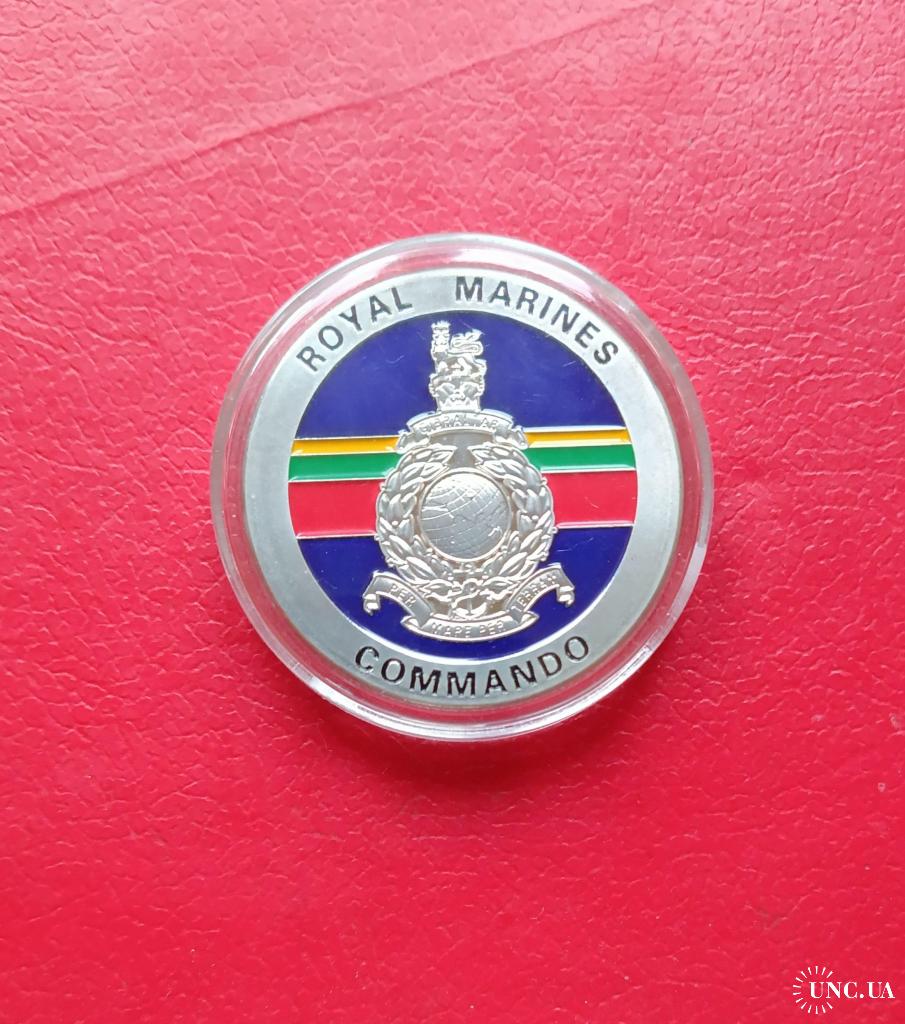 ROYAL MARINES
GIBRALTAR
PER
MARE PER
TERRAM
COMMANDO
UNC.UA